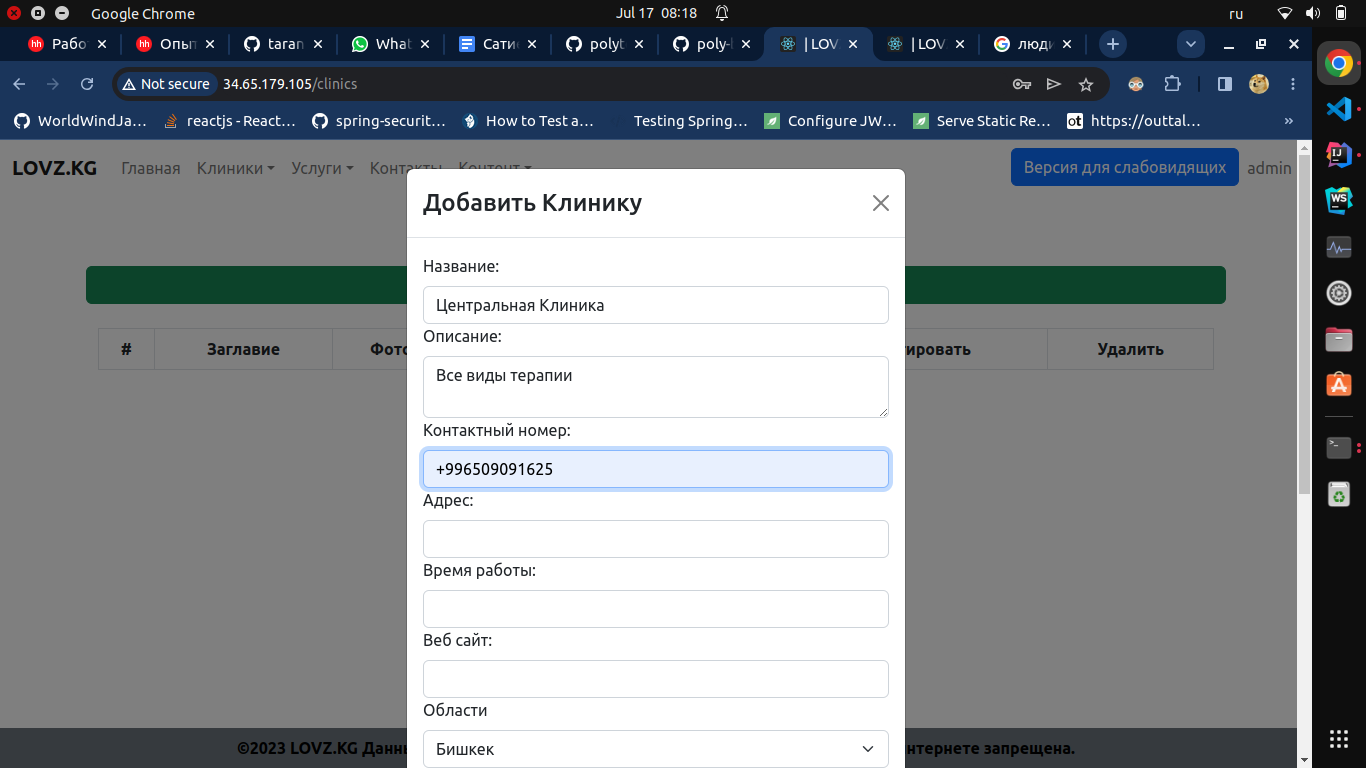 Google Chrome
Jul 17 08:18
ru
Рабо
Опы
taran
What
Сати
polyt
poly-
| LOV
| LOV
люди
Not secure
34.65.179.105/clinics
WorldWindJa...
reactjs - React...
spring-securit...
How to Test a...
Testing Spring...
Configure JW...
Serve Static Re...
https://outtal...
»
LOVZ.KG
Главная
Клиники
Услуги
Контакты
Контент
Версия для слабовидящих
admin
Добавить Клинику
Название:
Центральная Клиника
Описание:
Все виды терапии
Контактный номер:
+996509091625
Адрес:
Время работы:
Веб сайт:
Области
Бишкек
#
Заглавие
Фото
ировать
Удалить
©2023 LOVZ.KG Данн
нтернете запрещена.